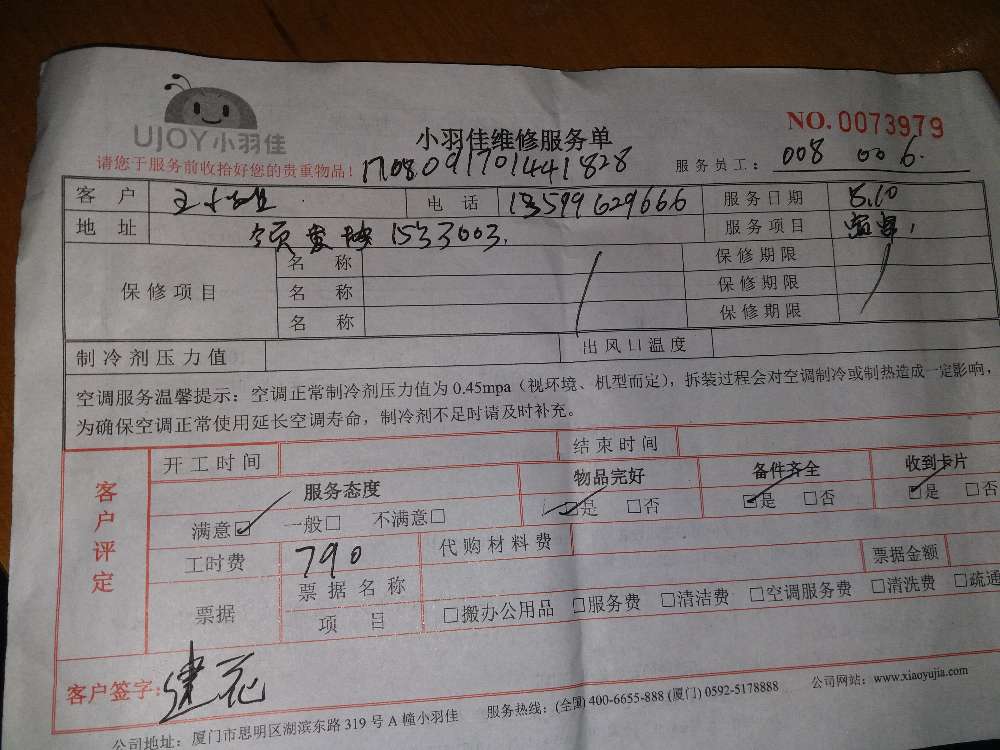 UJOY小羽佳
小羽佳维修服务单
NO.0073979
请您于服务前收拾好您的贵重物品!
1708091701441828
服务员工: 008 006.
客户
电话 13599629666
服务日期 5.10
地址 1533003.
服务项目
保修项目
名称 保修期限
名称 保修期限
名称 保修期限
制冷剂压力值 出风口温度
空调服务温馨提示:空调正常制冷剂压力值为 0.45mpa(视环境、机型而定),拆装过程会对空调制冷或制热造成一定影响,
为确保空调正常使用延长空调寿命,制冷剂不足时请及时补充。
客户评定
开工时间 结束时间
服务态度 物品完好 备件齐全 收到卡片
满意☑ 一般□ 不满意□ ☑是 □否 ☑是 □否 ☑是 □否
工时费 790 代购材料费
票据 票据名称 票据金额
项目 □搬办公用品 □服务费 □清洁费 □空调服务费 □清洗费 □疏通
客户签字:
公司地址:厦门市思明区湖滨东路 319 号 A 幢小羽佳 服务热线:(全国) 400-6655-888 (厦门) 0592-5178888 公司网站:www.xiaoyujia.com